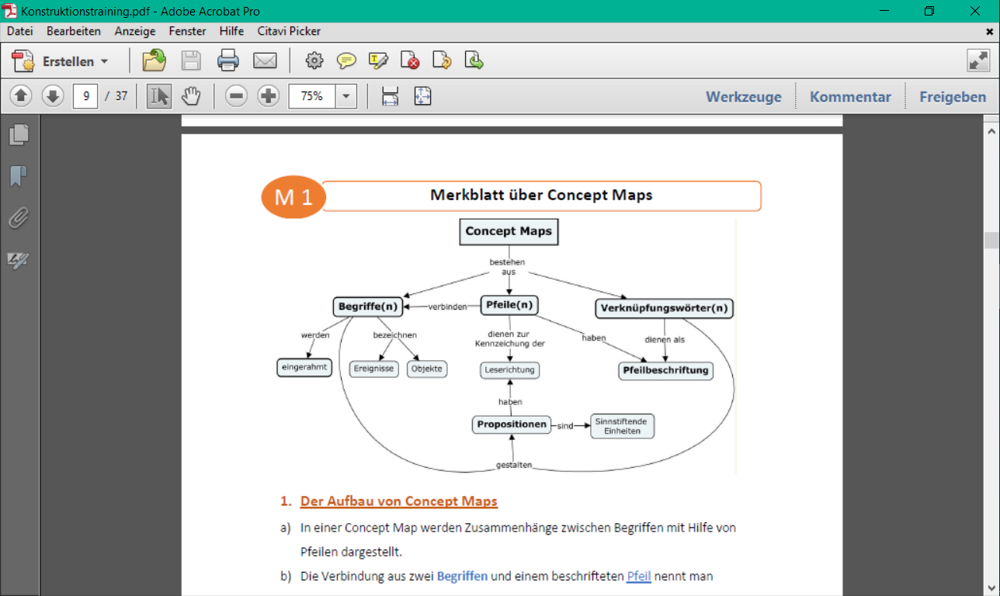 Konstruktionstraining.pdf - Adobe Acrobat Pro
Datei Bearbeiten Anzeige Fenster Hilfe Citavi Picker
Erstellen
9 / 37 75% Werkzeuge Kommentar Freigeben
M 1 Merkblatt über Concept Maps
Concept Maps
bestehen
aus
Begriffe(n) verbinden Pfeile(n) Verknüpfungswörter(n)
werden bezeichnen dienen zur
Kennzeichung der haben dienen als
eingerahmt Ereignisse Objekte Leserichtung Pfeilbeschriftung
haben
Propositionen sind Sinnstiftende
Einheiten
gestalten
1. Der Aufbau von Concept Maps
a) In einer Concept Map werden Zusammenhänge zwischen Begriffen mit Hilfe von
Pfeilen dargestellt.
b) Die Verbindung aus zwei Begriffen und einem beschrifteten Pfeil nennt man